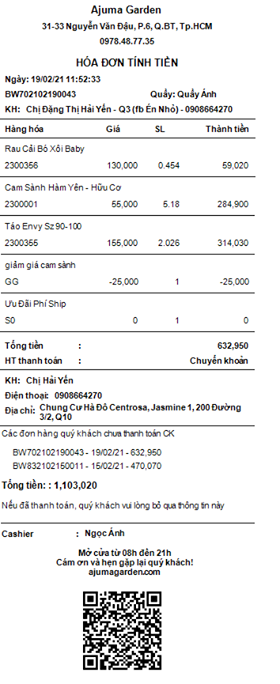 Ajuma Garden
31-33 Nguyễn Văn Đậu, P.6, Q.BT, Tp.HCM
0978.48.77.35
HÓA ĐƠN TÍNH TIỀN
Ngày: 19/02/21 11:52:33
BW702102190043 Quầy: Quầy Ánh
KH: Chị Đặng Thị Hải Yến - Q3 (fb Én Nhỏ) - 0908664270
Hàng hóa Giá SL Thành tiền
Rau Cải Bó Xôi Baby
2300356 130,000 0.454 59,020
Cam Sành Hàm Yên - Hữu Cơ
2300001 55,000 5.18 284,900
Táo Envy Sz 90-100
2300355 155,000 2.026 314,030
giảm giá cam sành
GG -25,000 1 -25,000
Ưu Đãi Phí Ship
S0 0 1 0
Tổng tiền : 632,950
HT thanh toán : Chuyển khoản
KH: Chị Hải Yến
Điện thoại: 0908664270
Địa chỉ: Chung Cư Hà Đô Centrosa, Jasmine 1, 200 Đường
3/2, Q10
Các đơn hàng quý khách chưa thanh toán CK
BW702102190043 - 19/02/21 - 632,950
BW832102150011 - 15/02/21 - 470,070
Tổng tiền: : 1,103,020
Nếu đã thanh toán, quý khách vui lòng bỏ qua thông tin này
Cashier : Ngọc Ánh
Mở cửa từ 08h đến 21h
Cám ơn và hẹn gặp lại quý khách!
ajumagarden.com